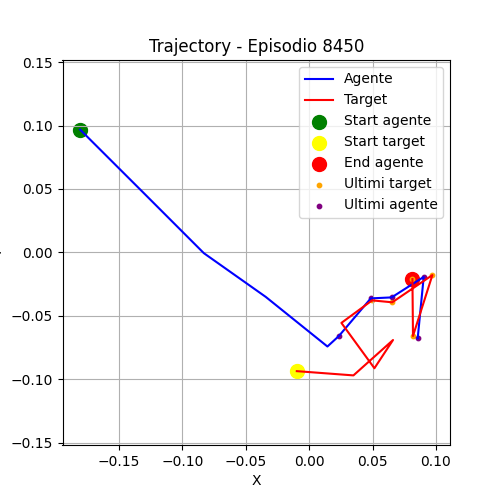 Trajectory - Episodio 8450
Agente
Target
Start agente
Start target
End agente
Ultimi target
Ultimi agente
0.15
0.10
0.05
0.00
−0.05
−0.10
−0.15
−0.15
−0.10
−0.05
0.00
0.05
0.10
X